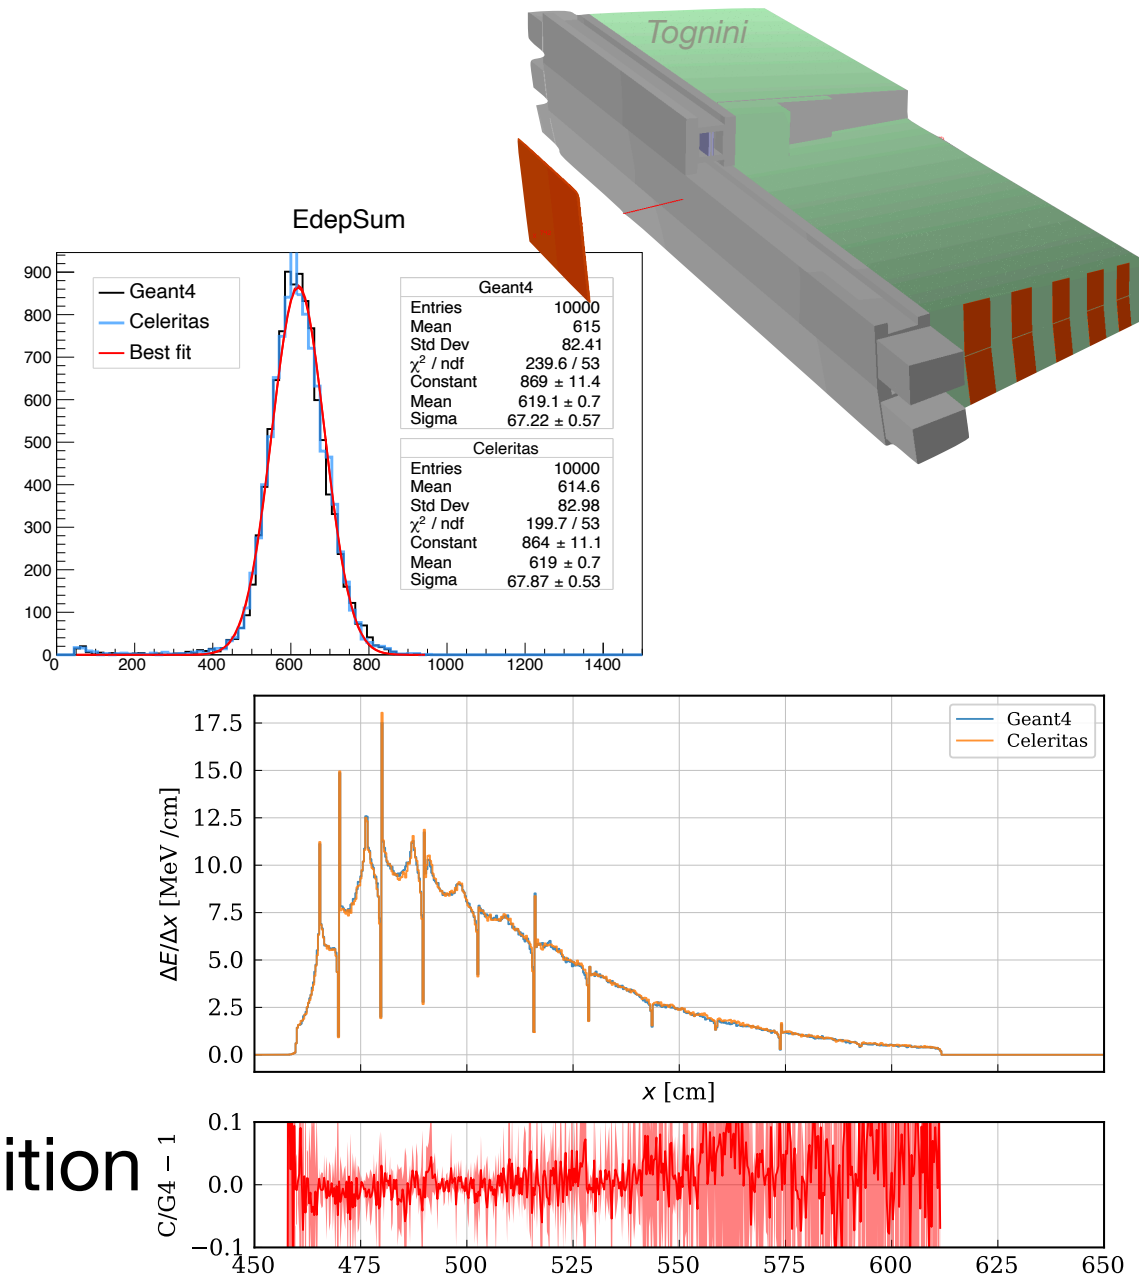 Tognini
EdepSum
900
800
700
600
500
400
300
200
100
0
0 200 400 600 800 1000 1200 1400
Geant4
Celeritas
Best fit
Geant4
Entries 10000
Mean 615
Std Dev 82.41
χ² / ndf 239.6 / 53
Constant 869 ± 11.4
Mean 619.1 ± 0.7
Sigma 67.22 ± 0.57
Celeritas
Entries 10000
Mean 614.6
Std Dev 82.98
χ² / ndf 199.7 / 53
Constant 864 ± 11.1
Mean 619 ± 0.7
Sigma 67.87 ± 0.53
17.5
15.0
12.5
10.0
7.5
5.0
2.5
0.0
ΔE/Δx [MeV /cm]
Geant4
Celeritas
x [cm]
ition
C/G4 − 1
0.1
0.0
−0.1
450 475 500 525 550 575 600 625 650